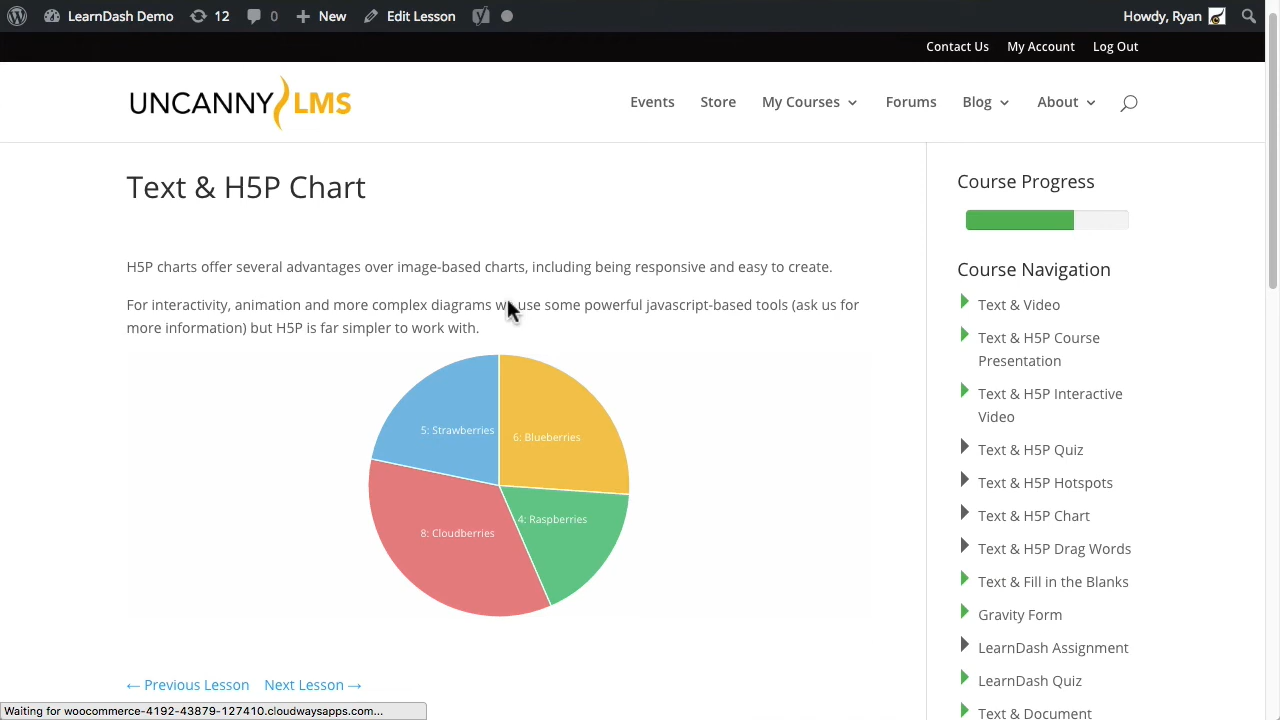 LearnDash Demo 12 0 New Edit Lesson Howdy, Ryan
Contact Us My Account Log Out
UNCANNY LMS Events Store My Courses Forums Blog About
Text & H5P Chart
H5P charts offer several advantages over image-based charts, including being responsive and easy to create.
For interactivity, animation and more complex diagrams we use some powerful javascript-based tools (ask us for
more information) but H5P is far simpler to work with.
5: Strawberries
6: Blueberries
4: Raspberries
8: Cloudberries
← Previous Lesson Next Lesson →
Course Progress
Course Navigation
Text & Video
Text & H5P Course
Presentation
Text & H5P Interactive
Video
Text & H5P Quiz
Text & H5P Hotspots
Text & H5P Chart
Text & H5P Drag Words
Text & Fill in the Blanks
Gravity Form
LearnDash Assignment
LearnDash Quiz
Text & Document
Waiting for woocommerce-4192-43879-127410.cloudwaysapps.com...